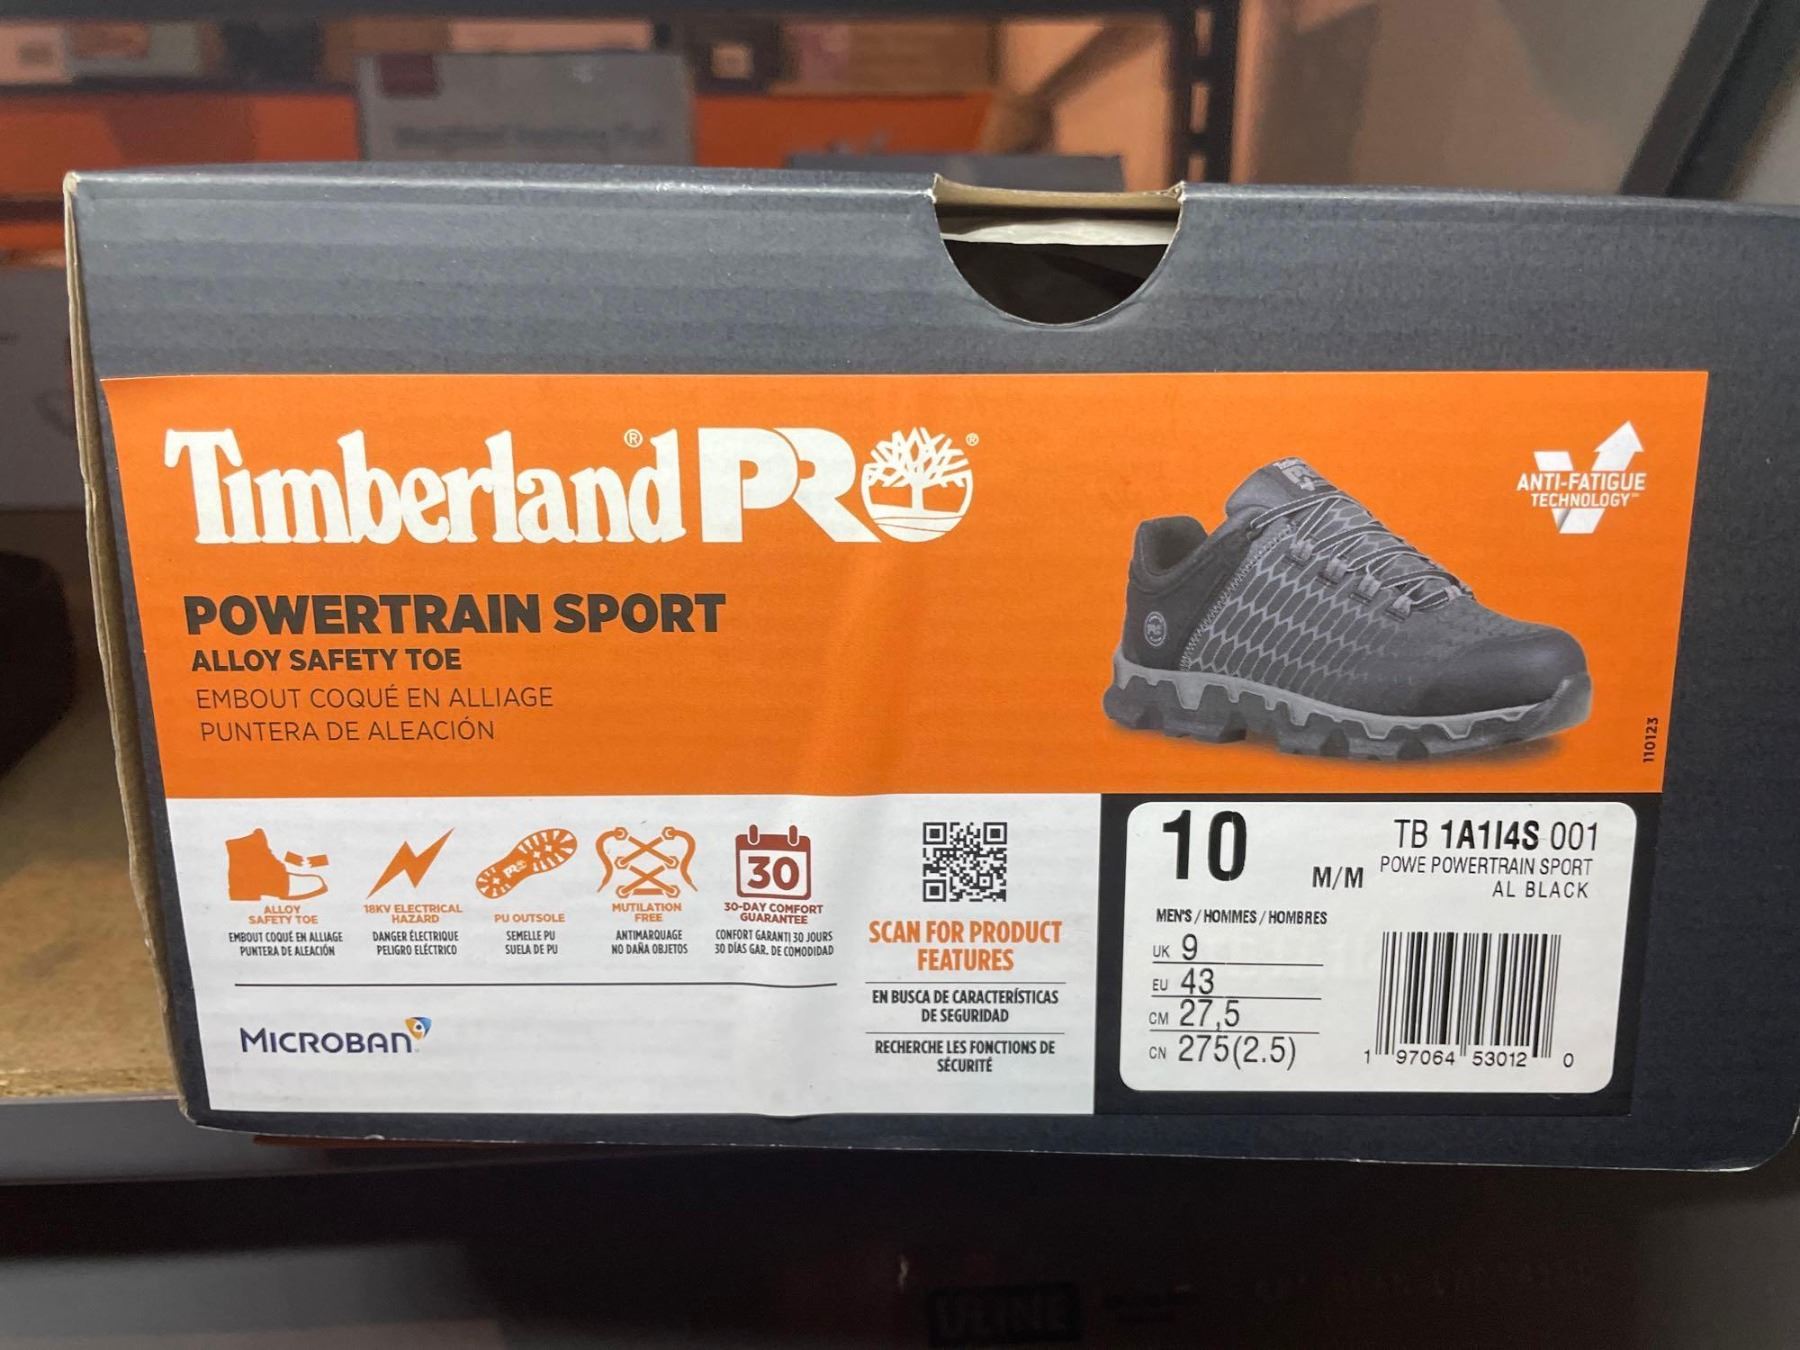 Timberland® PRO®
POWERTRAIN SPORT
ALLOY SAFETY TOE
EMBOUT COQUÉ EN ALLIAGE
PUNTERA DE ALEACIÓN
ANTI-FATIGUE
TECHNOLOGY™
110123
ALLOY
SAFETY TOE
EMBOUT COQUÉ EN ALLIAGE
PUNTERA DE ALEACIÓN
18KV ELECTRICAL
HAZARD
DANGER ÉLECTRIQUE
PELIGRO ELÉCTRICO
PRO
PU OUTSOLE
SEMELLE PU
SUELA DE PU
MUTILATION
FREE
ANTIMARQUAGE
NO DAÑA OBJETOS
30
30-DAY COMFORT
GUARANTEE
CONFORT GARANTI 30 JOURS
30 DÍAS GAR. DE COMODIDAD
MICROBAN
SCAN FOR PRODUCT
FEATURES
EN BUSCA DE CARACTERÍSTICAS
DE SEGURIDAD
RECHERCHE LES FONCTIONS DE
SÉCURITÉ
10
M/M
TB 1A1I4S 001
POWE POWERTRAIN SPORT
AL BLACK
MEN'S / HOMMES / HOMBRES
UK 9
EU 43
CM 27,5
CN 275(2.5)
1 97064 53012 0
ULINE